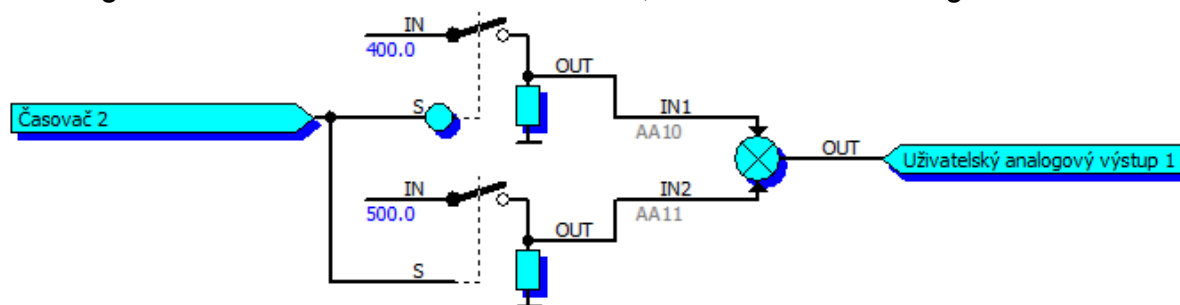 IN
400.0
OUT
Časovač 2
S
IN1
AA10
OUT
Uživatelský analogový výstup 1
IN
500.0
IN2
AA11
OUT
S